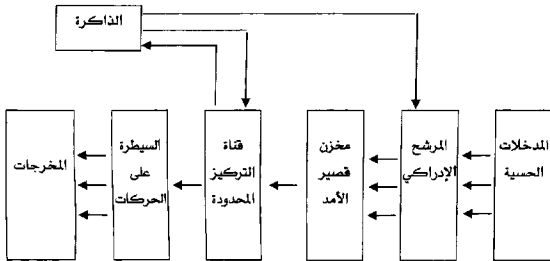 الذاكرة
المدخلات
الحسية
المرشح
الإدراكي
مخزن
قصير
الأمد
قناة
التركيز
المحدودة
السيطرة
على
الحركات
المخرجات